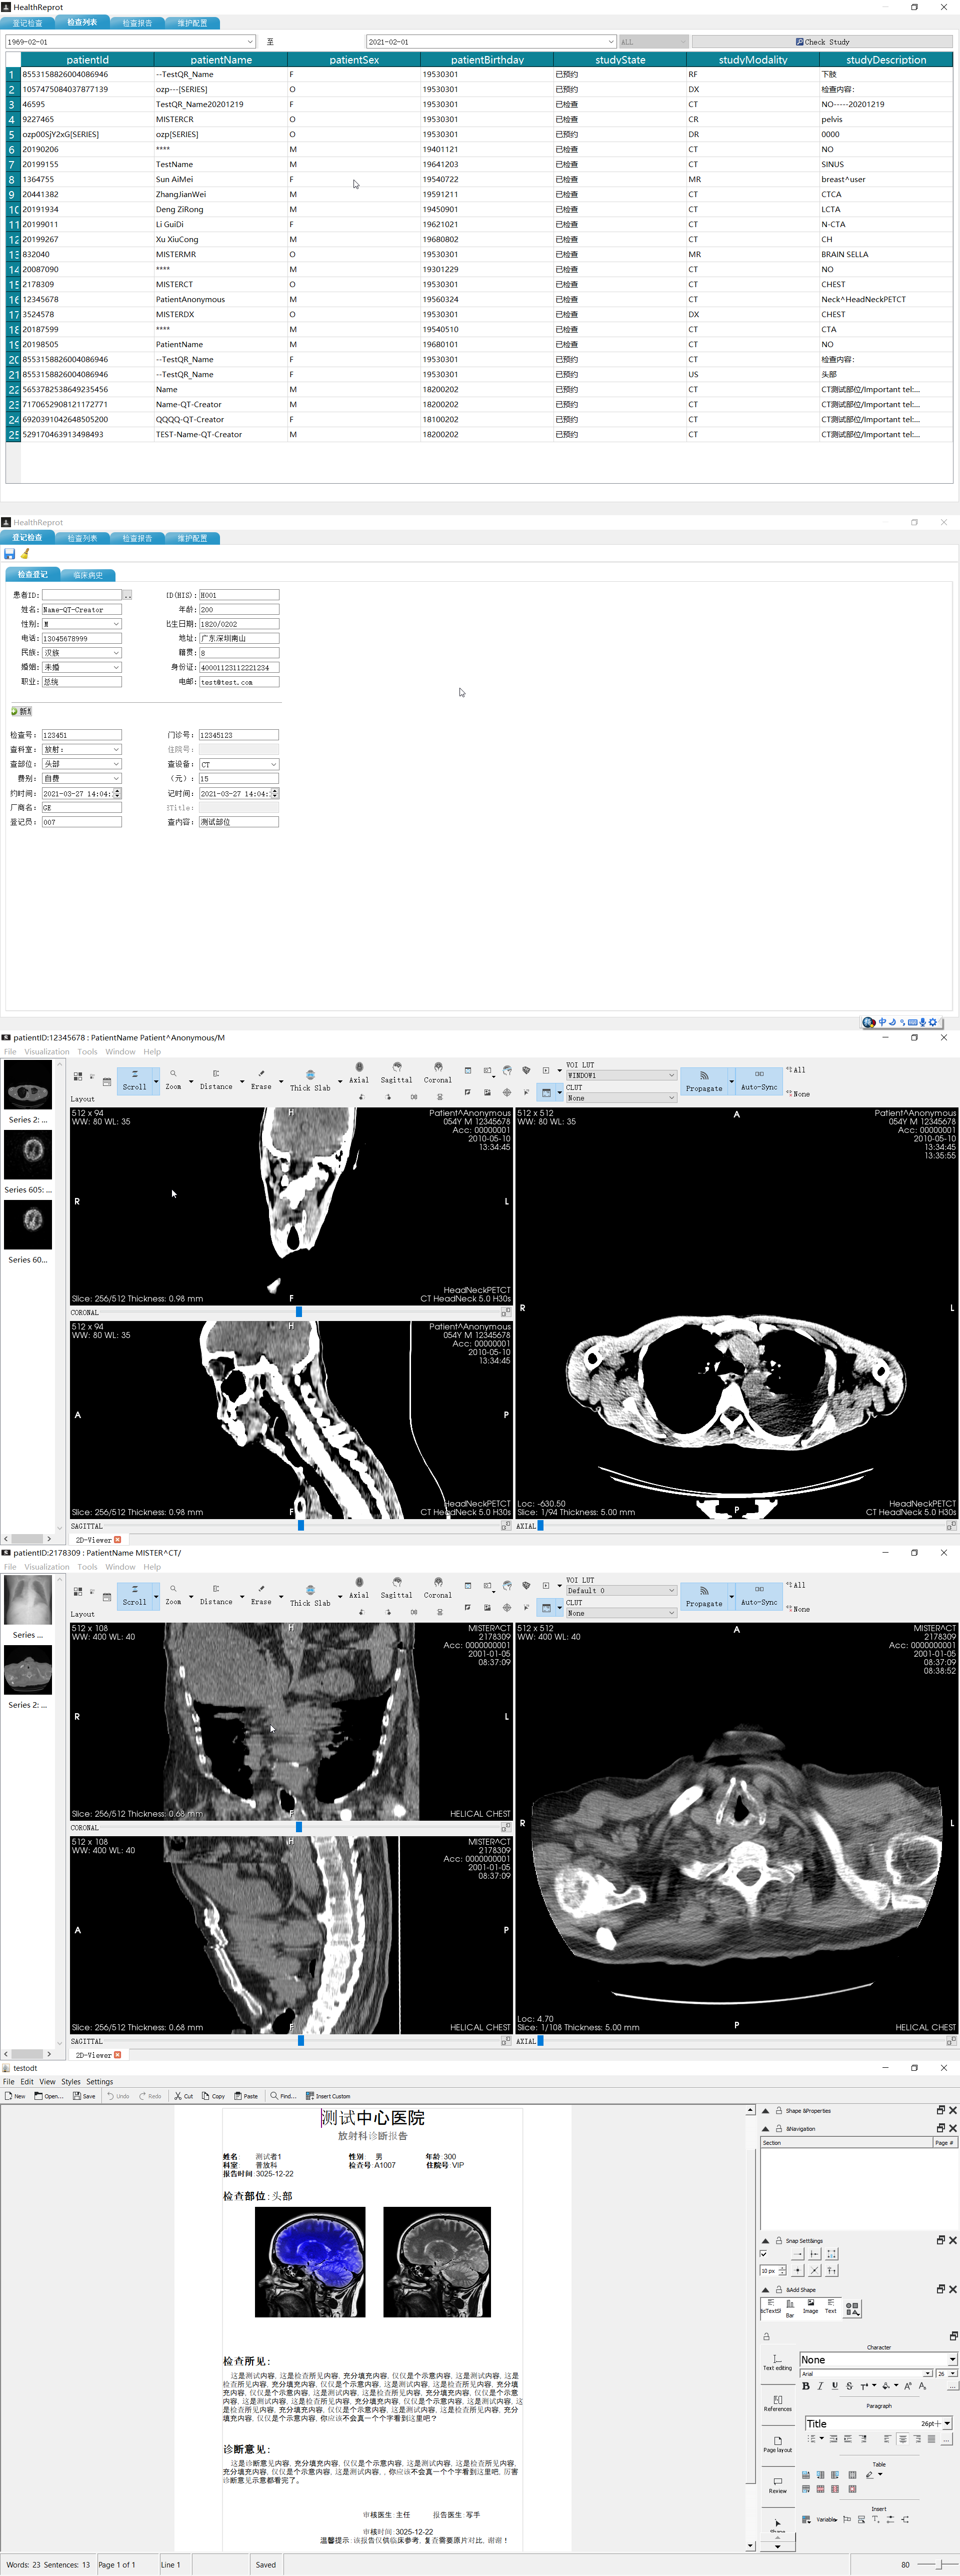 HealthReprot
登记检查 检查列表 检查报告 维护配置
1969-02-01 至 2021-02-01 ALL Check Study
patientId patientName patientSex patientBirthday studyState studyModality studyDescription
1 8553158826004086946 --TestQR_Name F 19530301 已预约 RF 下肢
2 1057475084037877139 ozp---[SERIES] O 19530301 已预约 DX 检查内容:
3 46595 TestQR_Name20201219 F 19530301 已检查 CT NO-----20201219
4 9227465 MISTERCR O 19530301 已检查 CR pelvis
5 ozp00SjY2xG[SERIES] ozp[SERIES] O 19530301 已预约 DR 0000
6 20190206 **** M 19401121 已检查 CT NO
7 20199155 TestName M 19641203 已检查 CT SINUS
8 1364755 Sun AiMei F 19540722 已检查 MR breast^user
9 20441382 ZhangJianWei M 19591211 已检查 CT CTCA
10 20191934 Deng ZiRong M 19450901 已检查 CT LCTA
11 20199011 Li GuiDi F 19621021 已检查 CT N-CTA
12 20199267 Xu XiuCong M 19680802 已检查 CT CH
13 832040 MISTERMR O 19530301 已检查 MR BRAIN SELLA
14 20087090 **** M 19301229 已检查 CT NO
15 2178309 MISTERCT O 19530301 已检查 CT CHEST
16 12345678 PatientAnonymous M 19560324 已检查 CT Neck^HeadNeckPETCT
17 3524578 MISTERDX O 19530301 已检查 DX CHEST
18 20187599 **** M 19540510 已检查 CT CTA
19 20198505 PatientName M 19680101 已检查 CT NO
20 8553158826004086946 --TestQR_Name F 19530301 已预约 CT 检查内容:
21 8553158826004086946 --TestQR_Name F 19530301 已预约 US 头部
22 5653782538649235456 Name M 18200202 已预约 CT CT测试部位/Important tel:...
23 7170652908121172771 Name-QT-Creator M 18200202 已预约 CT CT测试部位/Important tel:...
24 6920391042648505200 QQQQ-QT-Creator F 18100202 已预约 CT CT测试部位/Important tel:...
25 529170463913498493 TEST-Name-QT-Creator M 18200202 已预约 CT CT测试部位/Important tel:...
HealthReprot
登记检查 检查列表 检查报告 维护配置
检查登记 临床病史
患者ID: ID(HIS): H001
姓名: Name-QT-Creator 年龄: 200
性别: M 出生日期: 1820/0202
电话: 13045678999 地址: 广东深圳南山
民族: 汉族 籍贯: 8
婚姻: 未婚 身份证: 40001123112221234
职业: 总统 电邮: test@test.com
新增
检查号: 123451 门诊号: 12345123
查科室: 放射: 住院号:
查部位: 头部 查设备: CT
费别: 自费 (元): 15
约时间: 2021-03-27 14:04: 记时间: 2021-03-27 14:04:
厂商名: GE ETitle:
登记员: 007 查内容: 测试部位
中
patientID:12345678 : PatientName Patient^Anonymous/M
File Visualization Tools Window Help
Layout Scroll Zoom Distance Erase Thick Slab Axial Sagittal Coronal VOI LUT WINDOW1 CLUT None Propagate Auto-Sync All None
Series 2: ...
Series 605: ...
Series 60...
512 x 94
WW: 80 WL: 35
H
Patient^Anonymous
054Y M 12345678
Acc: 00000001
2010-05-10
13:34:45
R L
HeadNeckPETCT
Slice: 256/512 Thickness: 0.98 mm F CT HeadNeck 5.0 H30s
CORONAL
512 x 94
WW: 80 WL: 35
H
Patient^Anonymous
054Y M 12345678
Acc: 00000001
2010-05-10
13:34:45
A P
HeadNeckPETCT
Slice: 256/512 Thickness: 0.98 mm F CT HeadNeck 5.0 H30s
SAGITTAL
512 x 512
WW: 80 WL: 35
A
Patient^Anonymous
054Y M 12345678
Acc: 00000001
2010-05-10
13:34:45
13:35:55
R L
Loc: -630.50
HeadNeckPETCT
Slice: 1/94 Thickness: 5.00 mm P CT HeadNeck 5.0 H30s
AXIAL
2D-Viewer
patientID:2178309 : PatientName MISTER^CT/
File Visualization Tools Window Help
Layout Scroll Zoom Distance Erase Thick Slab Axial Sagittal Coronal VOI LUT Default 0 CLUT None Propagate Auto-Sync All None
Series ...
Series 2: ...
512 x 108
WW: 400 WL: 40
H
MISTER^CT
2178309
Acc: 0000000001
2001-01-05
08:37:09
R L
Slice: 256/512 Thickness: 0.68 mm F HELICAL CHEST
CORONAL
512 x 108
WW: 400 WL: 40
H
MISTER^CT
2178309
Acc: 0000000001
2001-01-05
08:37:09
A P
Slice: 256/512 Thickness: 0.68 mm F HELICAL CHEST
SAGITTAL
512 x 512
WW: 400 WL: 40
A
MISTER^CT
2178309
Acc: 0000000001
2001-01-05
08:37:09
08:38:52
R L
Loc: 4.70
Slice: 1/108 Thickness: 5.00 mm P HELICAL CHEST
AXIAL
2D-Viewer
testodt
File Edit View Styles Settings
New Open... Save Undo Redo Cut Copy Paste Find... Insert Custom
测试中心医院
放射科诊断报告
姓名: 测试者1 性别: 男 年龄:300
科室: 普放科 检查号:A1007 住院号:VIP
报告时间:3025-12-22
检查部位:头部
检查所见:
这是测试内容, 这是检查所见内容, 充分填充内容, 仅仅是个示意内容, 这是测试内容, 这是
检查所见内容, 充分填充内容, 仅仅是个示意内容, 这是测试内容, 这是检查所见内容, 充分
填充内容, 仅仅是个示意内容, 这是测试内容, 这是检查所见内容, 充分填充内容, 仅仅是个示意
内容, 这是测试内容, 这是检查所见内容, 充分填充内容, 仅仅是个示意内容, 这是测试内容, 这
是检查所见内容, 充分填充内容, 仅仅是个示意内容, 这是测试内容, 这是检查所见内容, 充分
填充内容, 仅仅是个示意内容, 你应该不会真一个个字看到这里吧?
诊断意见:
这是诊断意见内容, 充分填充内容, 仅仅是个示意内容, 这是测试内容, 这是检查所见内容,
充分填充内容, 仅仅是个示意内容, 这是测试内容, , 你应该不会真一个个字看到这里吧, 厉害
诊断意见示意都看完了。
审核医生: 主任 报告医生: 写手
审核时间:3025-12-22
温馨提示:该报告仅供临床参考, 复查需要原片对比, 谢谢!
Shape &Properties
&Navigation
Section Page #
Snap Sett&ngs
10 px
&Add Shape
Bar Image Text
Character
None
Arial 26
Paragraph
Title 26pt
Table
Insert
Variable
Text editing
References
Page layout
Review
Words: 23 Sentences: 13 Page 1 of 1 Line 1 Saved 80